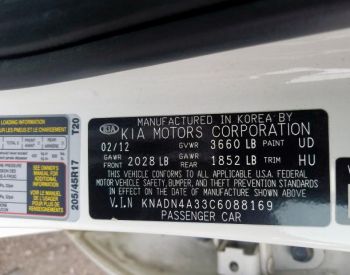 T20
205/45R17
MANUFACTURED IN KOREA BY
KIA KIA MOTORS CORPORATION
02/12 GVWR 3660 LB PAINT UD
GAWR FRONT 2028 LB GAWR REAR 1852 LB TRIM HU
THIS VEHICLE CONFORMS TO ALL APPLICABLE U.S.A. FEDERAL
MOTOR VEHICLE SAFETY, BUMPER, AND THEFT PREVENTION STANDARDS
IN EFFECT ON THE DATE OF MANUFACTURE SHOWN ABOVE
V.I.N KNADN4A33C6088169
PASSENGER CAR